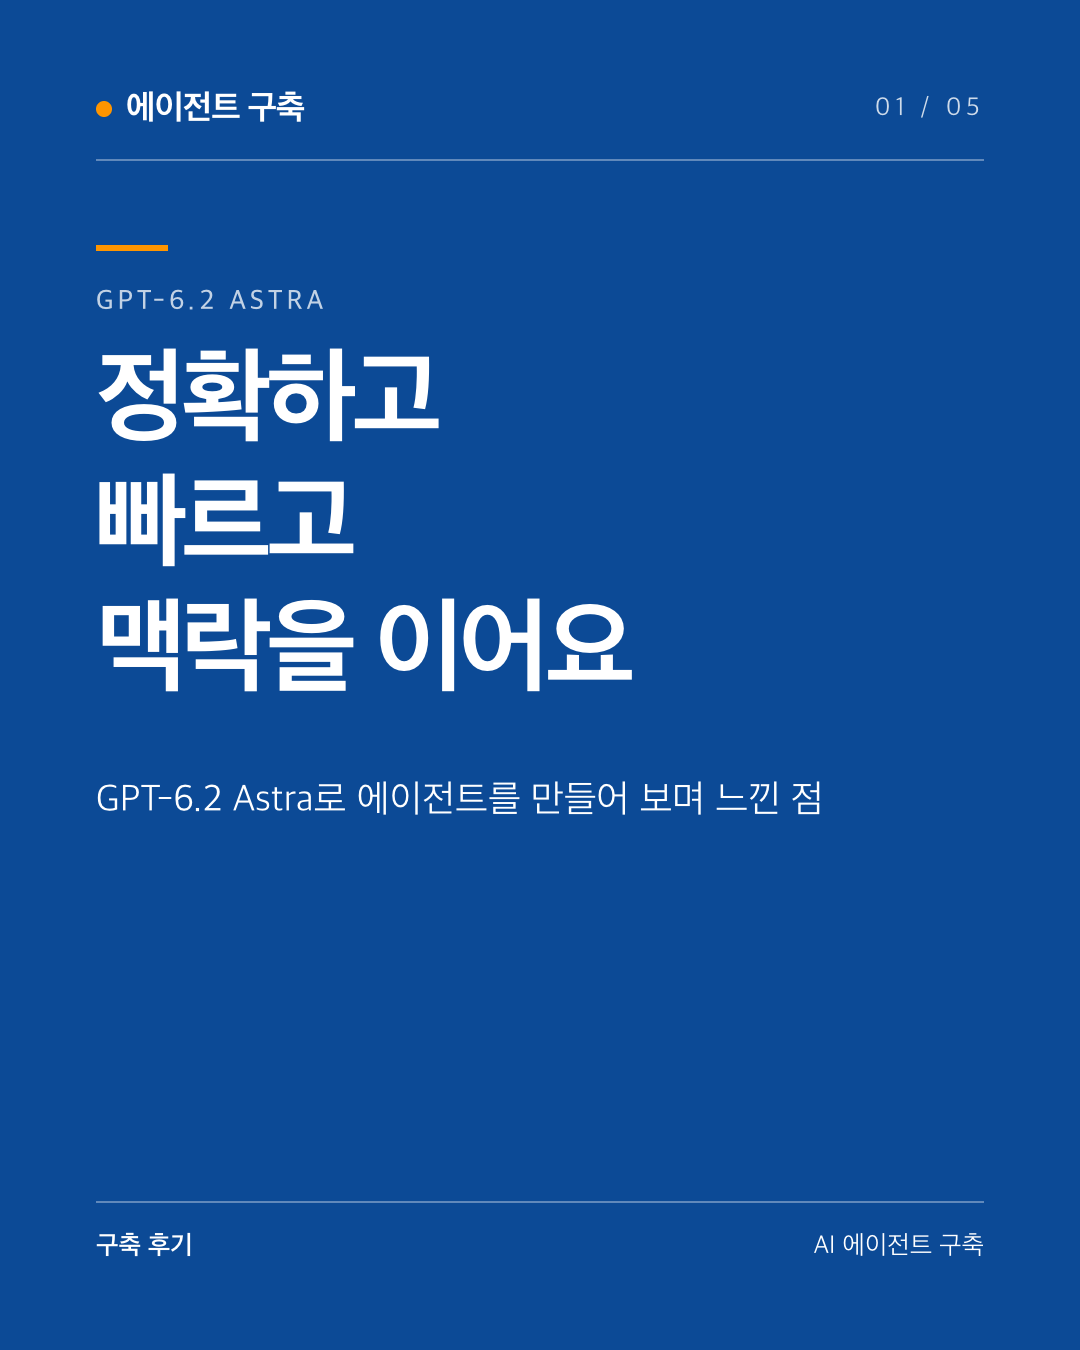 에이전트 구축
01 / 05
GPT-6.2 ASTRA
정확하고
빠르고
맥락을 이어요
GPT-6.2 Astra로 에이전트를 만들어 보며 느낀 점
구축 후기
AI 에이전트 구축